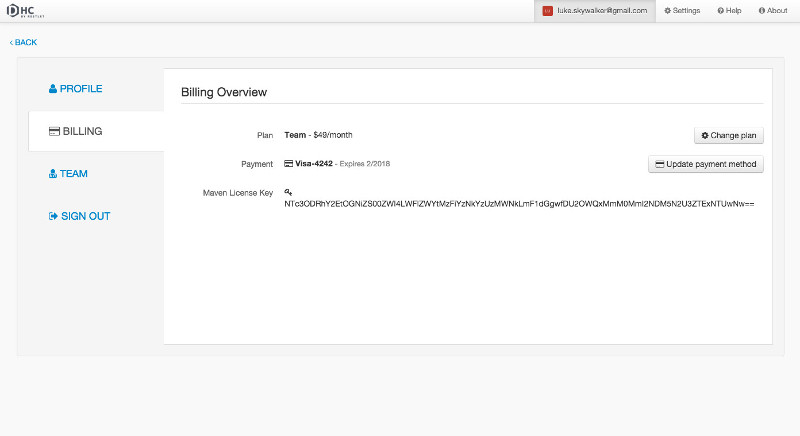 DHC
BY RESTLET
luke.skywalker@gmail.com
Settings
Help
About
‹ BACK
PROFILE
BILLING
TEAM
SIGN OUT
Billing Overview
Plan Team - $49/month Change plan
Payment Visa-4242 - Expires 2/2018 Update payment method
Maven License Key